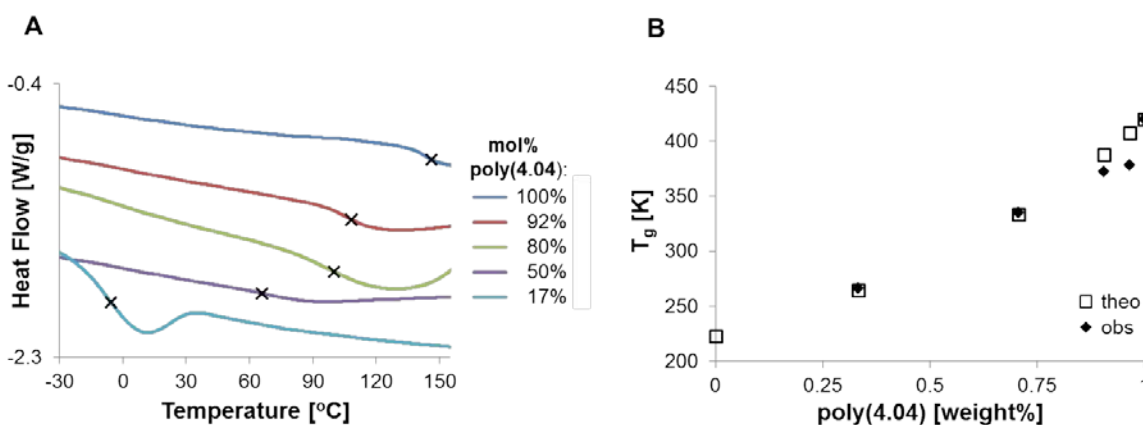 A
-0.4
Heat Flow [W/g]
-2.3
-30
0
30
60
90
120
150
Temperature [°C]
mol%
poly(4.04):
100%
92%
80%
50%
17%
B
450
400
350
300
250
200
Tg [K]
0
0.25
0.5
0.75
1
poly(4.04) [weight%]
theo
obs